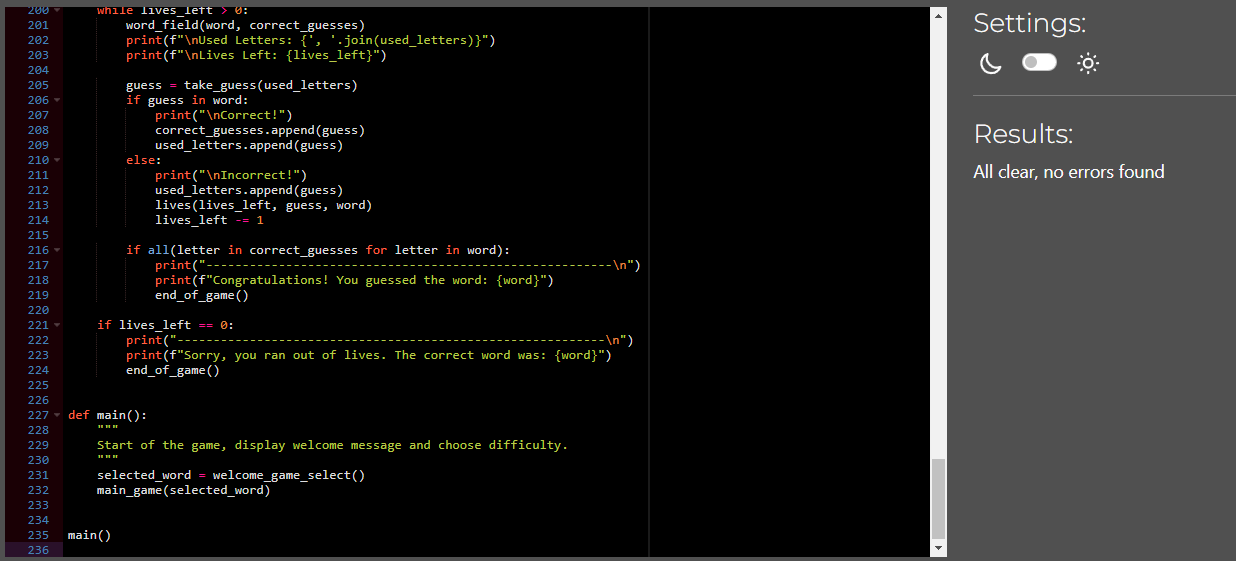 200 while lives_left > 0:
201 word_field(word, correct_guesses)
202 print(f"\nUsed Letters: {', '.join(used_letters)}")
203 print(f"\nLives Left: {lives_left}")
204
205 guess = take_guess(used_letters)
206 if guess in word:
207 print("\nCorrect!")
208 correct_guesses.append(guess)
209 used_letters.append(guess)
210 else:
211 print("\nIncorrect!")
212 used_letters.append(guess)
213 lives(lives_left, guess, word)
214 lives_left -= 1
215
216 if all(letter in correct_guesses for letter in word):
217 print("--------------------------------------------------------\n")
218 print(f"Congratulations! You guessed the word: {word}")
219 end_of_game()
220
221 if lives_left == 0:
222 print("-----------------------------------------------------------\n")
223 print(f"Sorry, you ran out of lives. The correct word was: {word}")
224 end_of_game()
225
226
227 def main():
228 """
229 Start of the game, display welcome message and choose difficulty.
230 """
231 selected_word = welcome_game_select()
232 main_game(selected_word)
233
234
235 main()
236
Settings:
Results:
All clear, no errors found